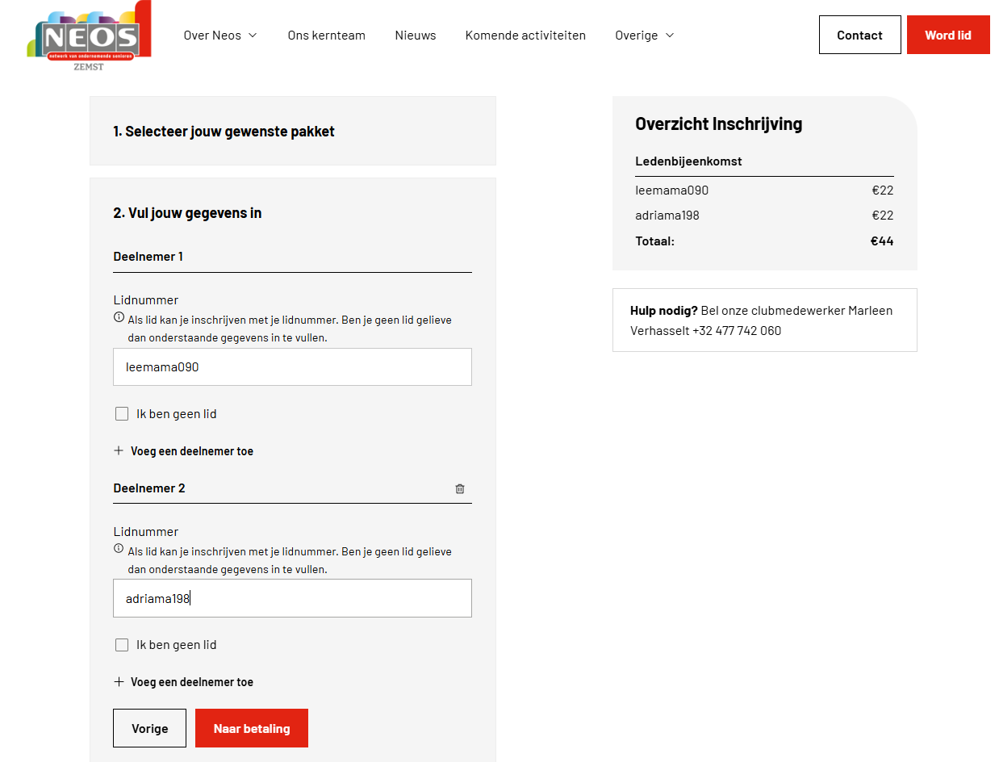 NEOS
netwerk van ondernemende senioren
ZEMST
Over Neos
Ons kernteam
Nieuws
Komende activiteiten
Overige
Contact
Word lid
1. Selecteer jouw gewenste pakket
2. Vul jouw gegevens in
Deelnemer 1
Lidnummer
Als lid kan je inschrijven met je lidnummer. Ben je geen lid gelieve
dan onderstaande gegevens in te vullen.
leemama090
Ik ben geen lid
+ Voeg een deelnemer toe
Deelnemer 2
Lidnummer
Als lid kan je inschrijven met je lidnummer. Ben je geen lid gelieve
dan onderstaande gegevens in te vullen.
adriama198
Ik ben geen lid
+ Voeg een deelnemer toe
Vorige
Naar betaling
Overzicht Inschrijving
Ledenbijeenkomst
leemama090 €22
adriama198 €22
Totaal: €44
Hulp nodig? Bel onze clubmedewerker Marleen
Verhasselt +32 477 742 060